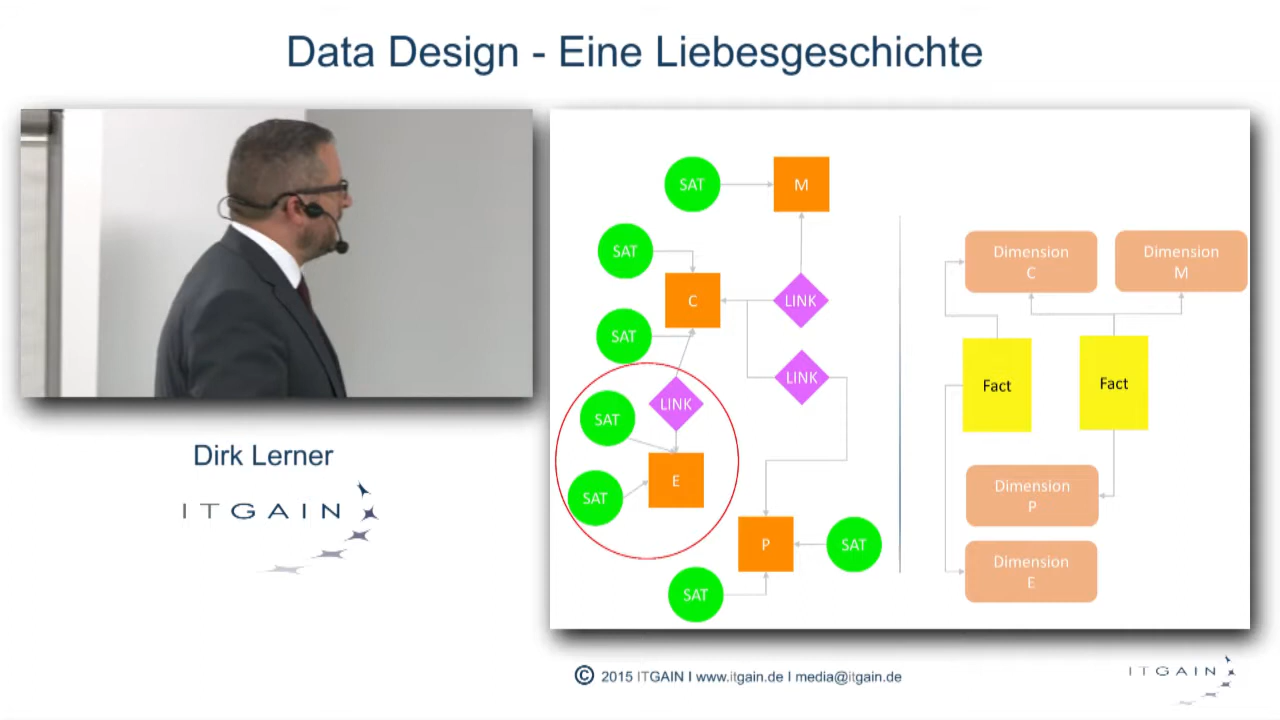 Data Design - Eine Liebesgeschichte
SAT
M
SAT
C
LINK
SAT
LINK
LINK
SAT
E
SAT
P
SAT
SAT
Dimension
C
Dimension
M
Fact
Fact
Dimension
P
Dimension
E
Dirk Lerner
ITGAIN
© 2015 ITGAIN I www.itgain.de I media@itgain.de
ITGAIN